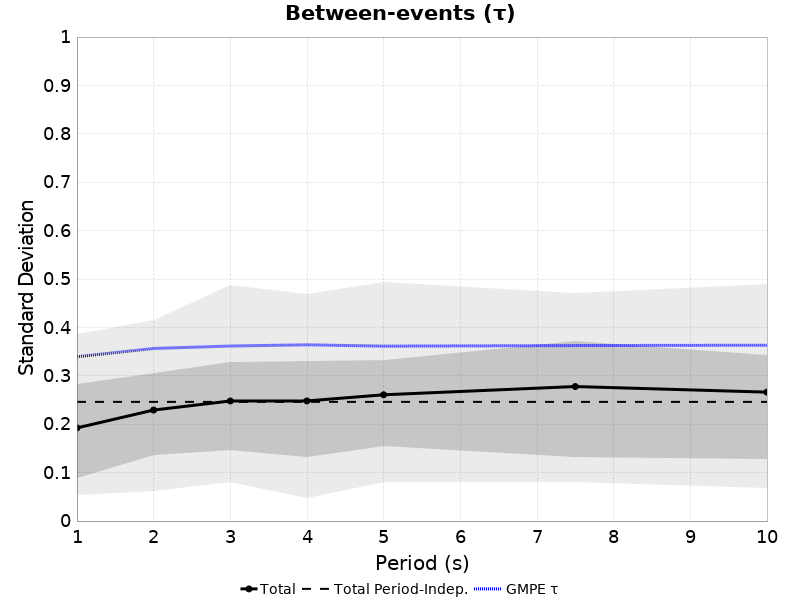 Between-events (τ)
1
0.9
0.8
0.7
0.6
0.5
0.4
0.3
0.2
0.1
0
Standard Deviation
1 2 3 4 5 6 7 8 9 10
Period (s)
Total Total Period-Indep. GMPE τ